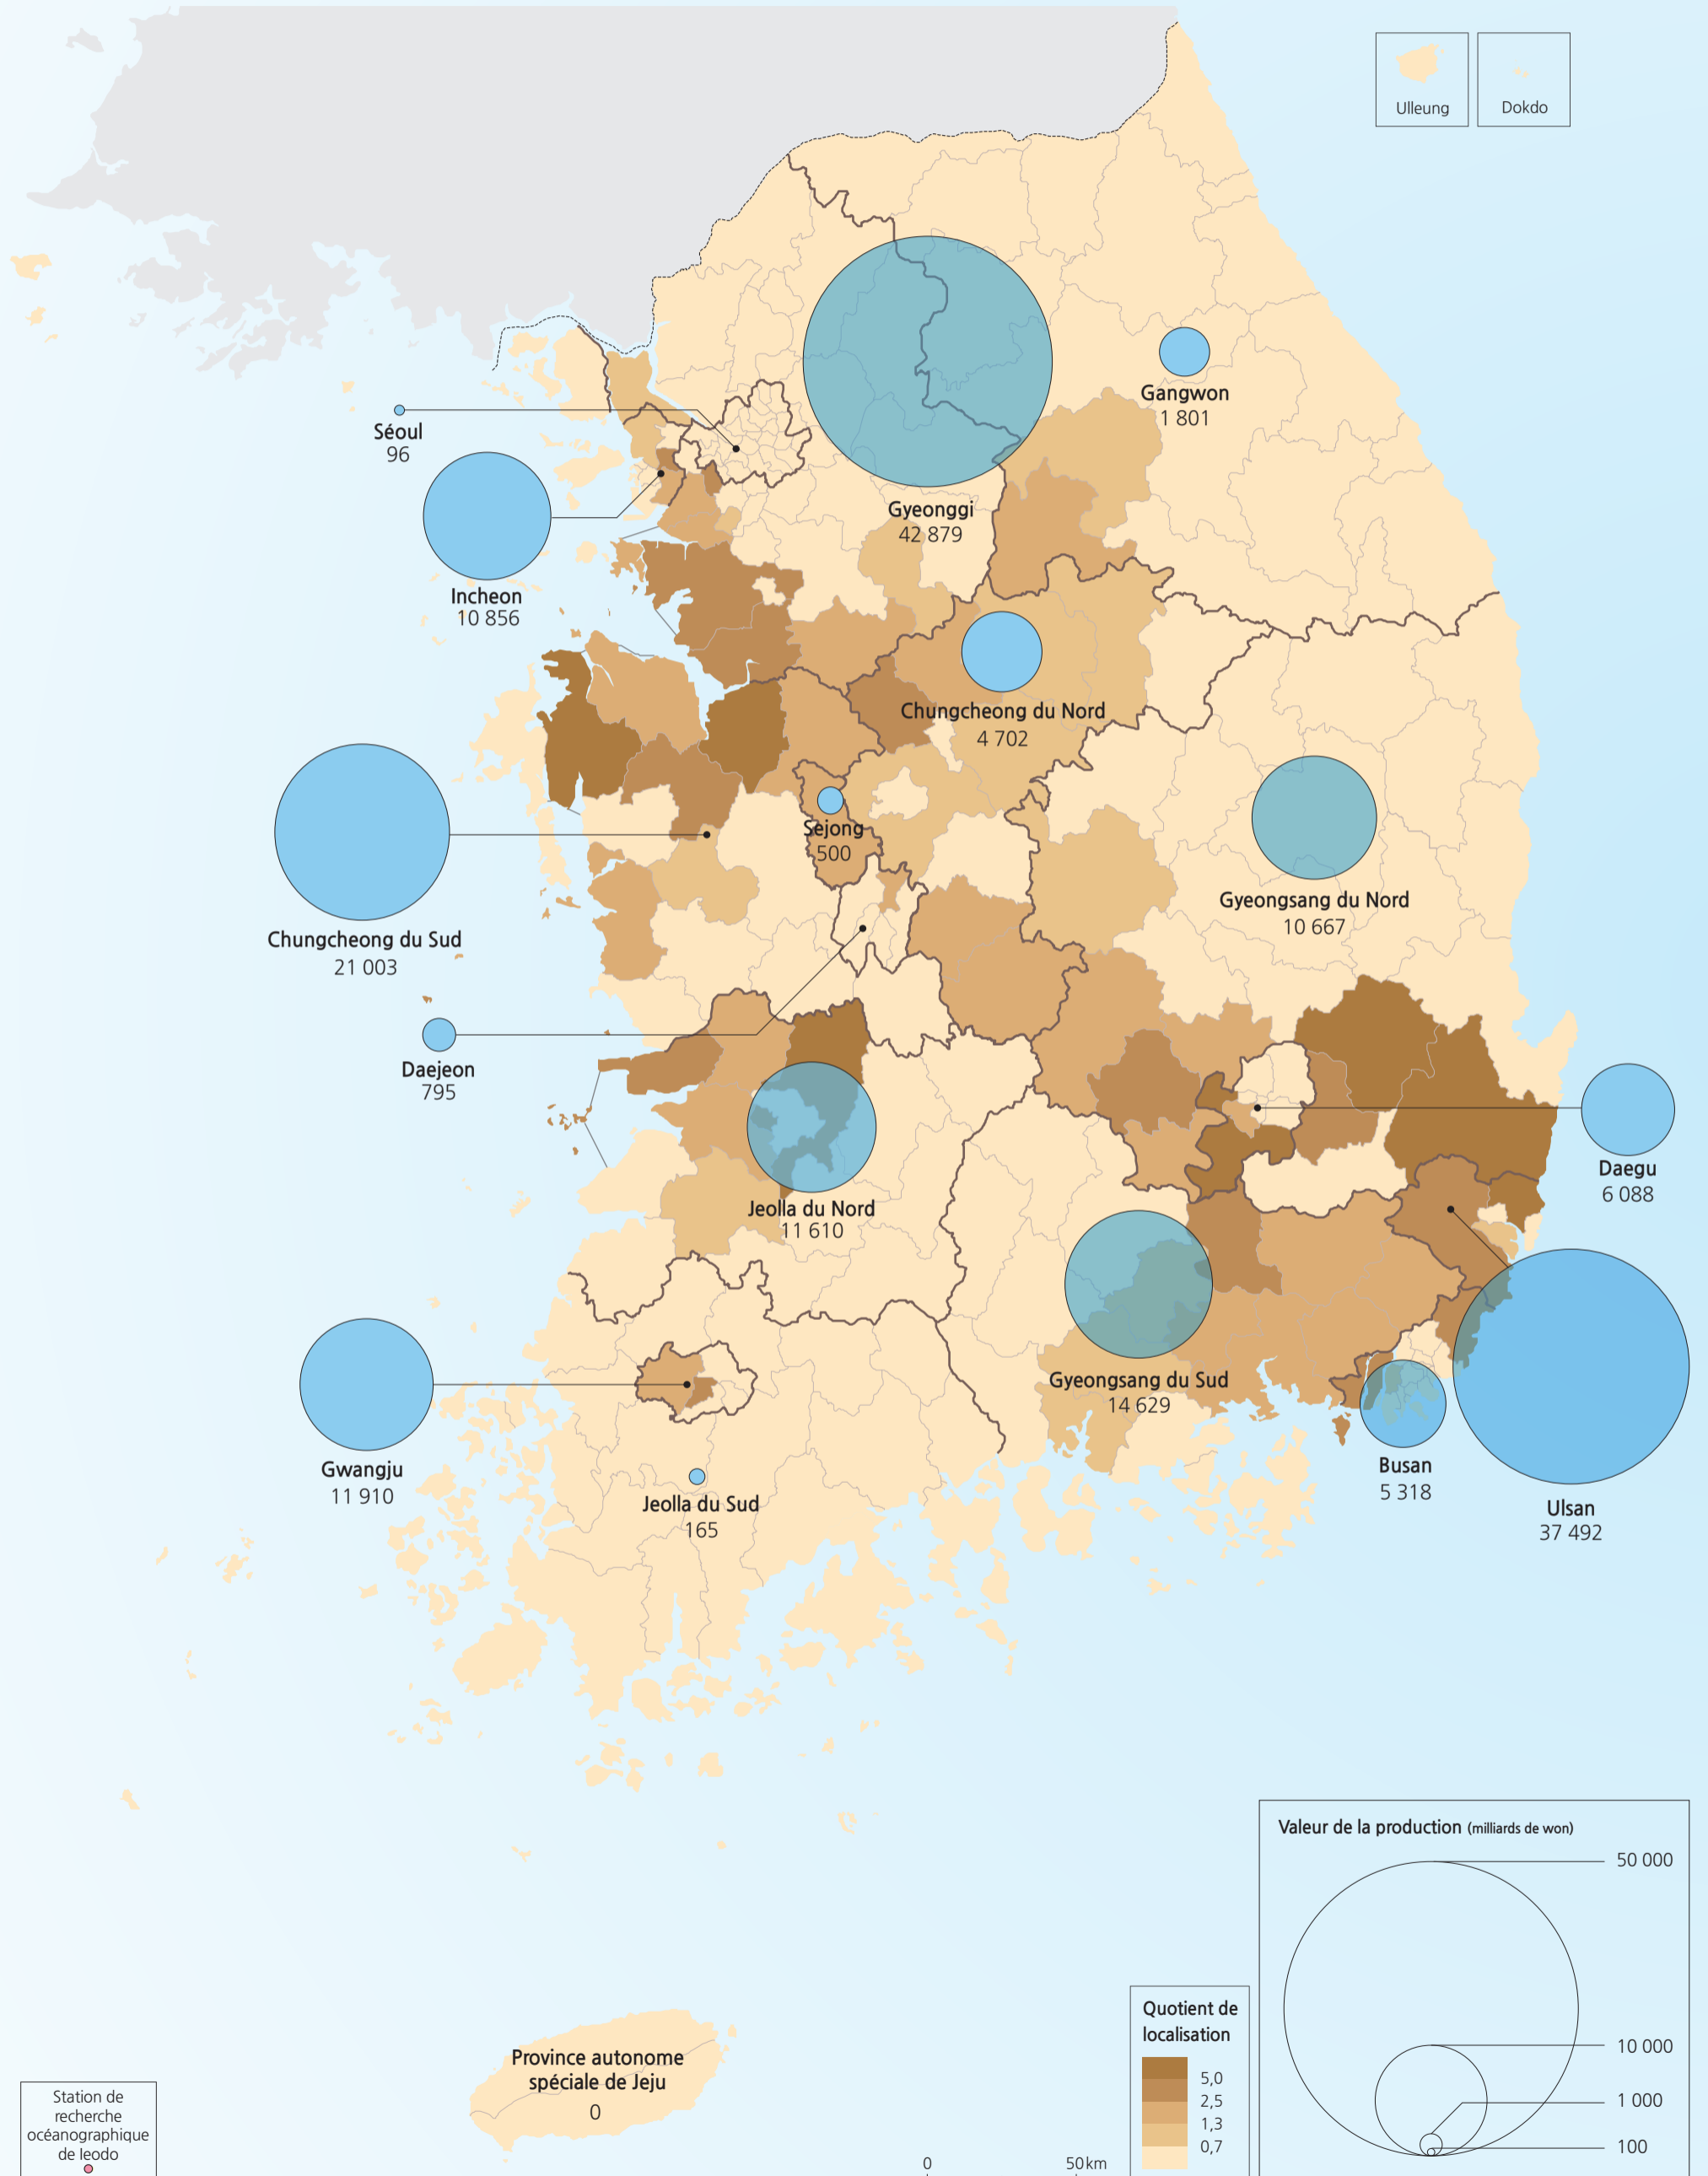 Ulleung
Dokdo
Gangwon
1 801
Séoul
96
Gyeonggi
42 879
Incheon
10 856
Chungcheong du Nord
4 702
Sejong
500
Gyeongsang du Nord
10 667
Chungcheong du Sud
21 003
Daejeon
795
Daegu
6 088
Jeolla du Nord
11 610
Gyeongsang du Sud
14 629
Gwangju
11 910
Busan
5 318
Jeolla du Sud
165
Ulsan
37 492
Valeur de la production (milliards de won)
50 000
10 000
1 000
100
Quotient de
localisation
5,0
2,5
1,3
0,7
Province autonome
spéciale de Jeju
0
Station de
recherche
océanographique
de Ieodo
0
50 km